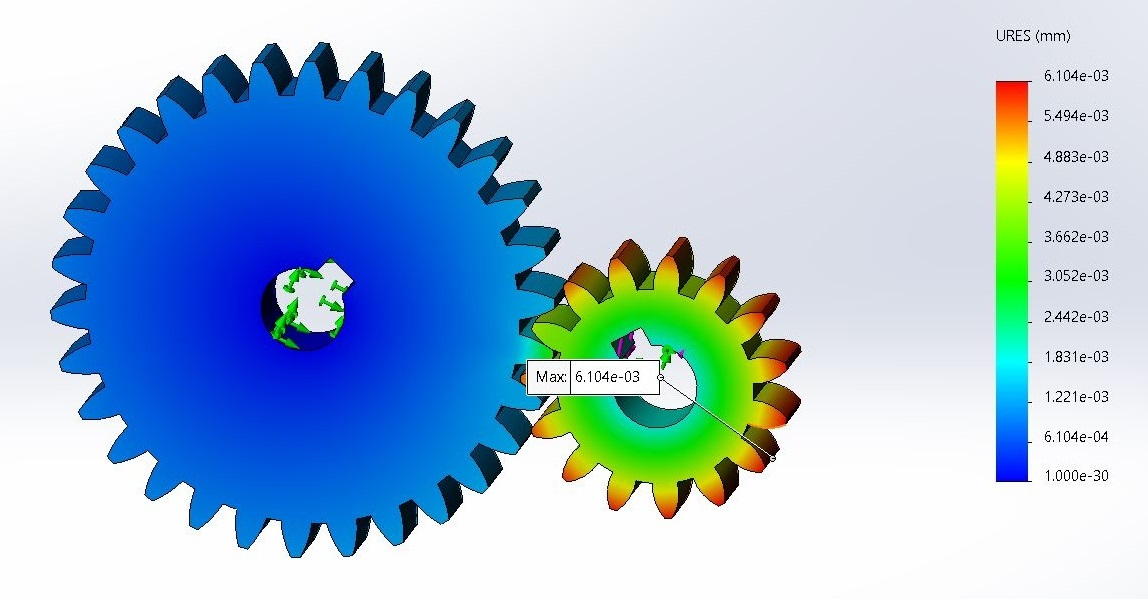 URES (mm)
6.104e-03
5.494e-03
4.883e-03
4.273e-03
3.662e-03
3.052e-03
2.442e-03
1.831e-03
1.221e-03
6.104e-04
1.000e-30
Max: 6.104e-03